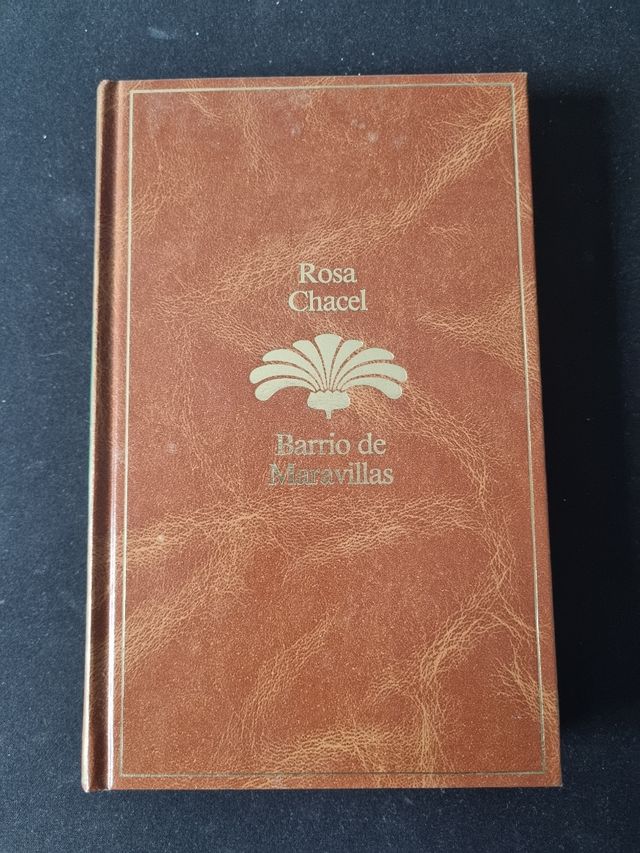 Rosa
Chacel
Barrio de
Maravillas